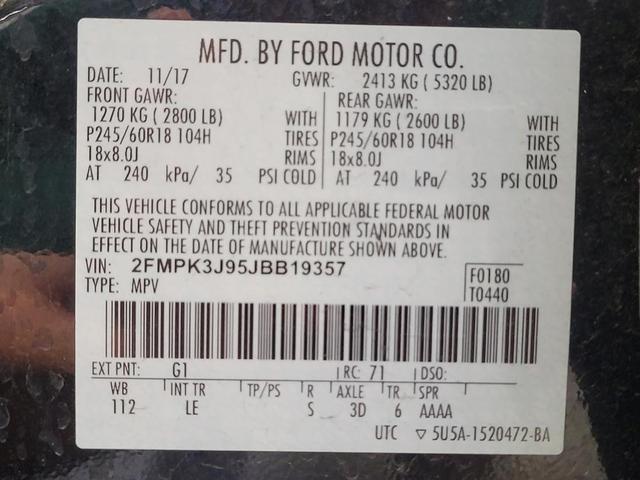 MFD. BY FORD MOTOR CO.
DATE: 11/17 GVWR: 2413 KG ( 5320 LB)
FRONT GAWR: REAR GAWR:
1270 KG ( 2800 LB) WITH 1179 KG ( 2600 LB) WITH
P245/60R18 104H TIRES P245/60R18 104H TIRES
18x8.0J RIMS 18x8.0J RIMS
AT 240 kPa/ 35 PSI COLD AT 240 kPa/ 35 PSI COLD
THIS VEHICLE CONFORMS TO ALL APPLICABLE FEDERAL MOTOR
VEHICLE SAFETY AND THEFT PREVENTION STANDARDS IN
EFFECT ON THE DATE OF MANUFACTURE SHOWN ABOVE.
VIN: 2FMPK3J95JBB19357 F0180
TYPE: MPV T0440
EXT PNT: G1 RC: 71 DSO:
WB INT TR TP/PS R AXLE TR SPR
112 LE S 3D 6 AAAA
UTC ▽ 5U5A-1520472-BA